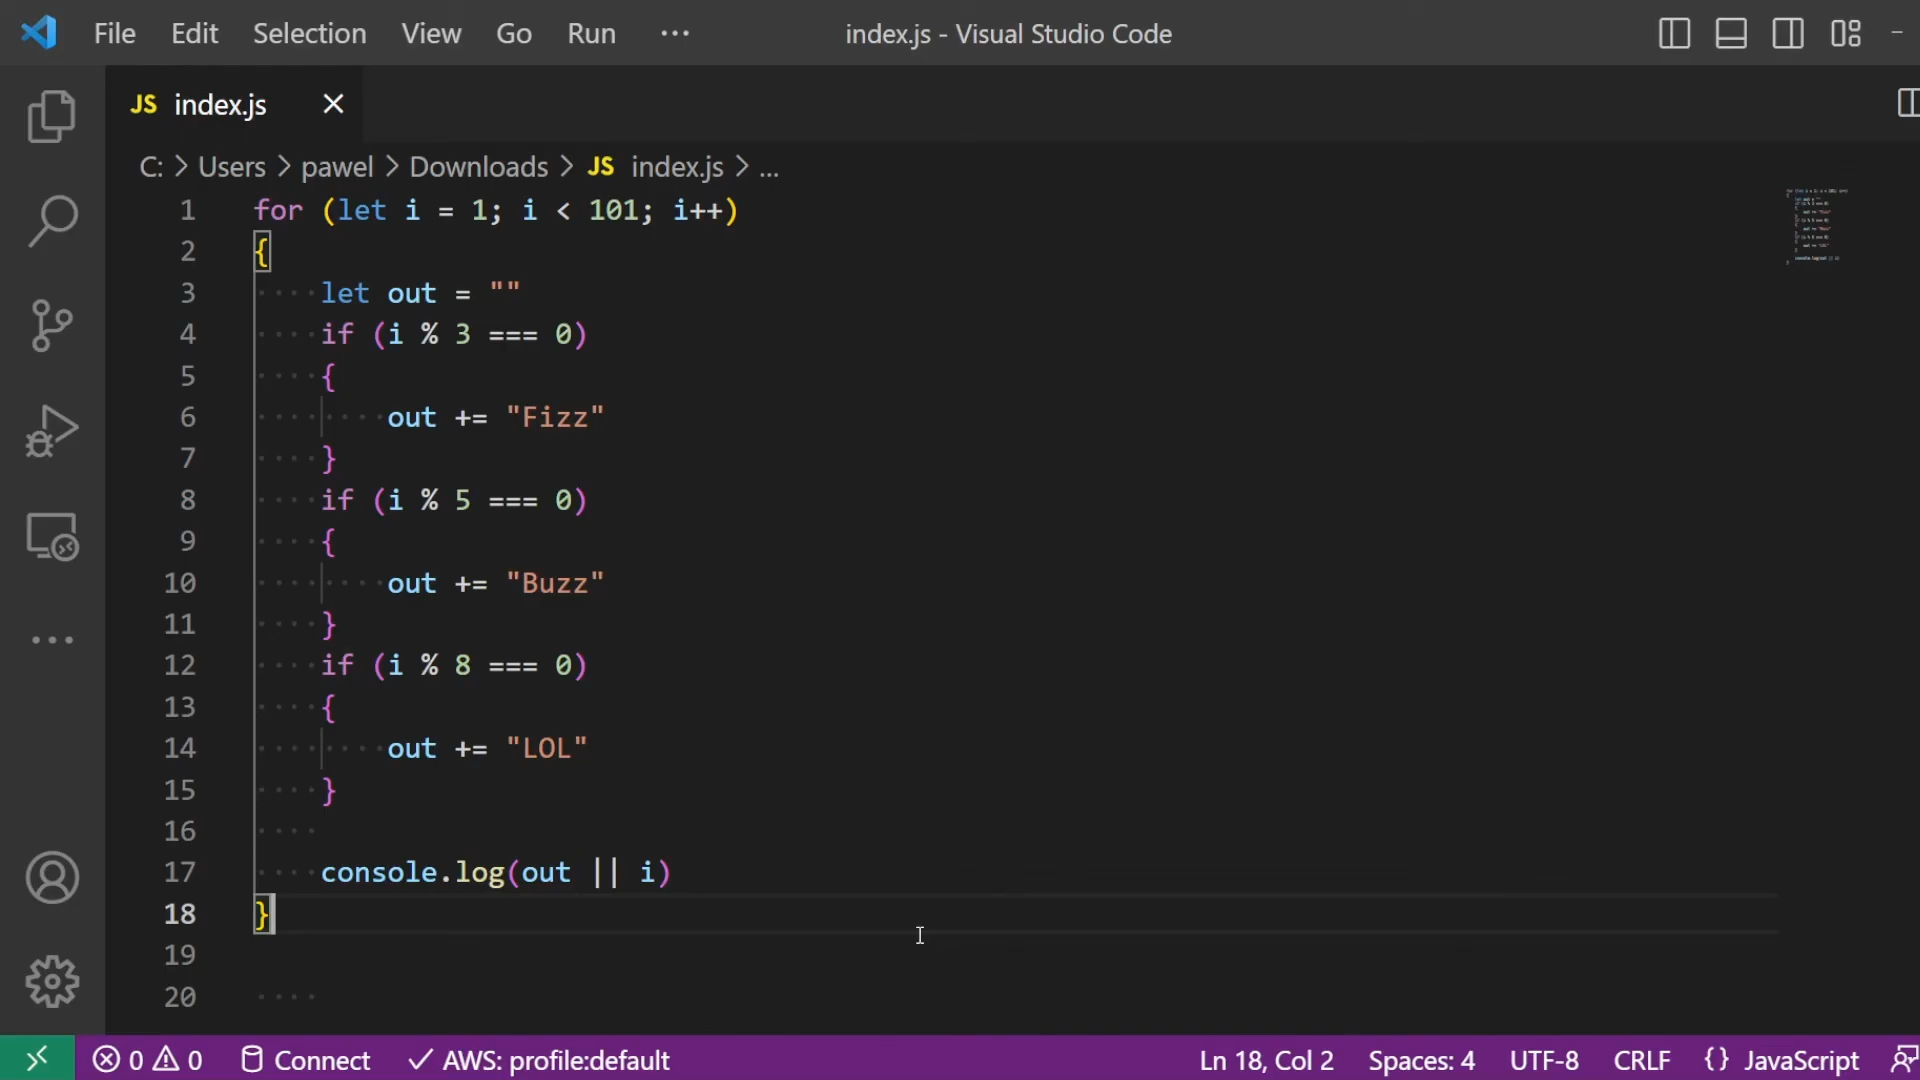 File Edit Selection View Go Run ··· index.js - Visual Studio Code
JS index.js
C: > Users > pawel > Downloads > JS index.js > ...
1 for (let i = 1; i < 101; i++)
2 {
3 let out = ""
4 if (i % 3 === 0)
5 {
6 out += "Fizz"
7 }
8 if (i % 5 === 0)
9 {
10 out += "Buzz"
11 }
12 if (i % 8 === 0)
13 {
14 out += "LOL"
15 }
16
17 console.log(out || i)
18 }
19
20
0 0 Connect AWS: profile:default Ln 18, Col 2 Spaces: 4 UTF-8 CRLF {} JavaScript